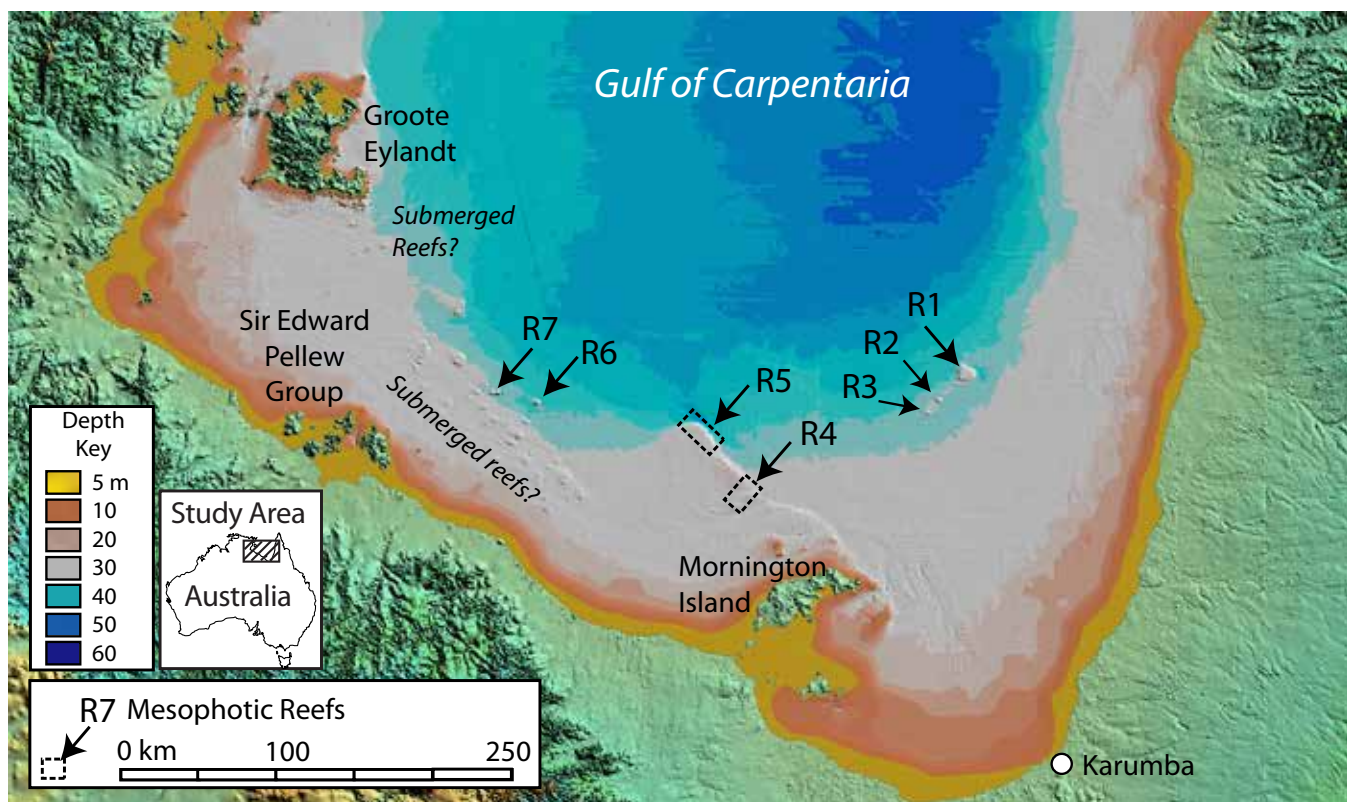 Gulf of Carpentaria
Groote
Eylandt
Submerged
Reefs?
Sir Edward
Pellew
Group
R7
R6
Submerged reefs?
R5
R4
R1
R2
R3
Mornington
Island
Karumba
Depth
Key
5 m
10
20
30
40
50
60
Study Area
Australia
R7 Mesophotic Reefs
0 km 100 250